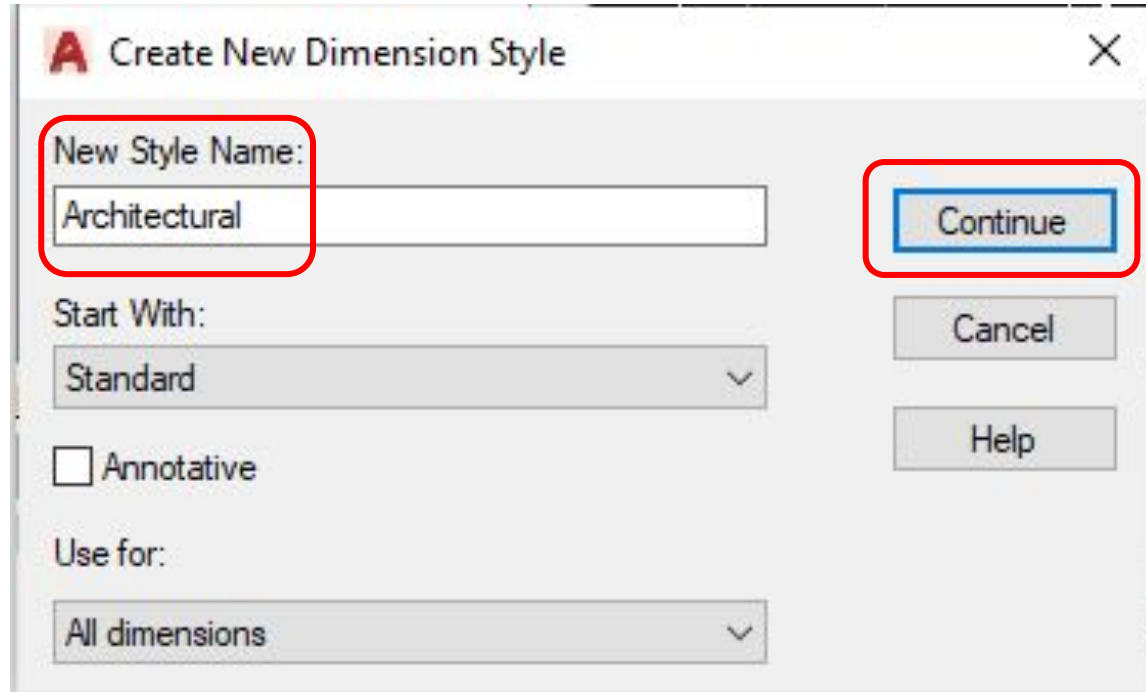 Create New Dimension Style
New Style Name:
Architectural
Continue
Start With:
Cancel
Standard
Help
Annotative
Use for:
All dimensions